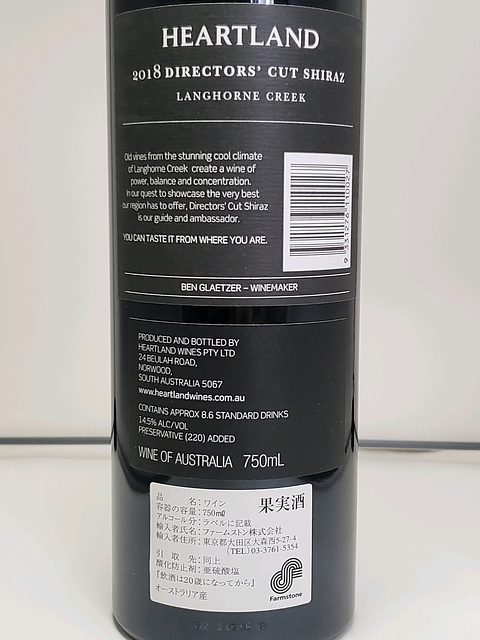 HEARTLAND
2018 DIRECTORS' CUT SHIRAZ
LANGHORNE CREEK
Old vines from the stunning cool climate
of Langhorne Creek create a wine of
power, balance and concentration.
In our quest to showcase the very best
our region has to offer, Directors' Cut Shiraz
is our guide and ambassador.
YOU CAN TASTE IT FROM WHERE YOU ARE.
BEN GLAETZER – WINEMAKER
PRODUCED AND BOTTLED BY
HEARTLAND WINES PTY LTD
24 BEULAH ROAD,
NORWOOD,
SOUTH AUSTRALIA 5067
www.heartlandwines.com.au
CONTAINS APPROX 8.6 STANDARD DRINKS
14.5% ALC/VOL
PRESERVATIVE (220) ADDED
WINE OF AUSTRALIA 750mL
果実酒
品 名:ワイン
容器の容量:750mℓ
アルコール分:ラベルに記載
輸入者氏名:ファームストン株式会社
輸入者住所:東京都大田区大森西5-27-4
(TEL) 03-3761-5354
引 取 先:同上
酸化防止剤:亜硫酸塩
「飲酒は20歳になってから」
オーストラリア産
Farmstone